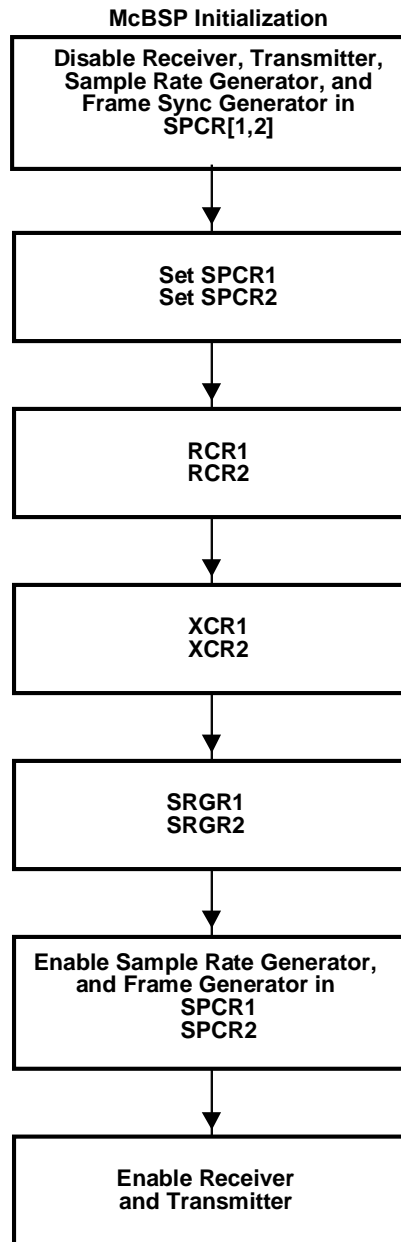 McBSP Initialization
Disable Receiver, Transmitter,
Sample Rate Generator, and
Frame Sync Generator in
SPCR[1,2]
Set SPCR1
Set SPCR2
RCR1
RCR2
XCR1
XCR2
SRGR1
SRGR2
Enable Sample Rate Generator,
and Frame Generator in
SPCR1
SPCR2
Enable Receiver
and Transmitter